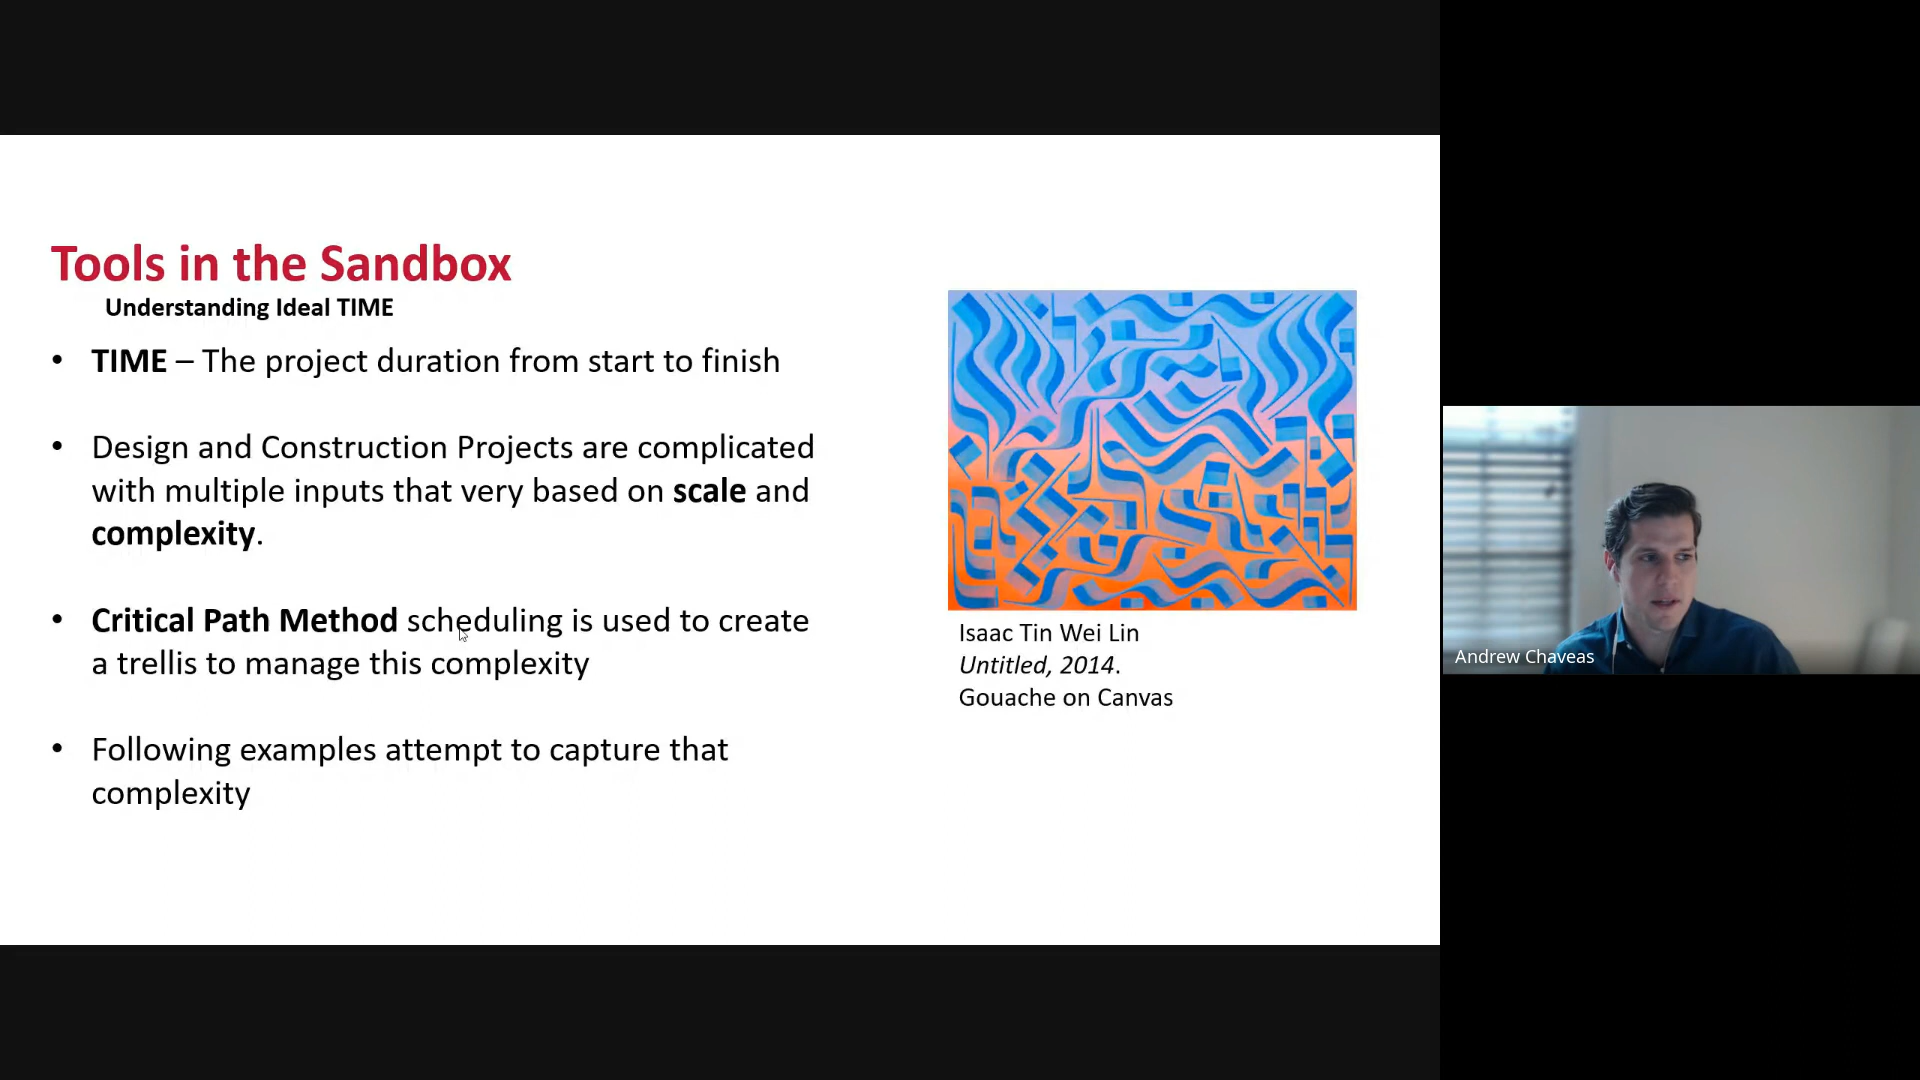 Tools in the Sandbox
Understanding Ideal TIME
• TIME – The project duration from start to finish
• Design and Construction Projects are complicated
with multiple inputs that very based on scale and
complexity.
• Critical Path Method scheduling is used to create
a trellis to manage this complexity
• Following examples attempt to capture that
complexity
Isaac Tin Wei Lin
Untitled, 2014.
Gouache on Canvas
Andrew Chaveas